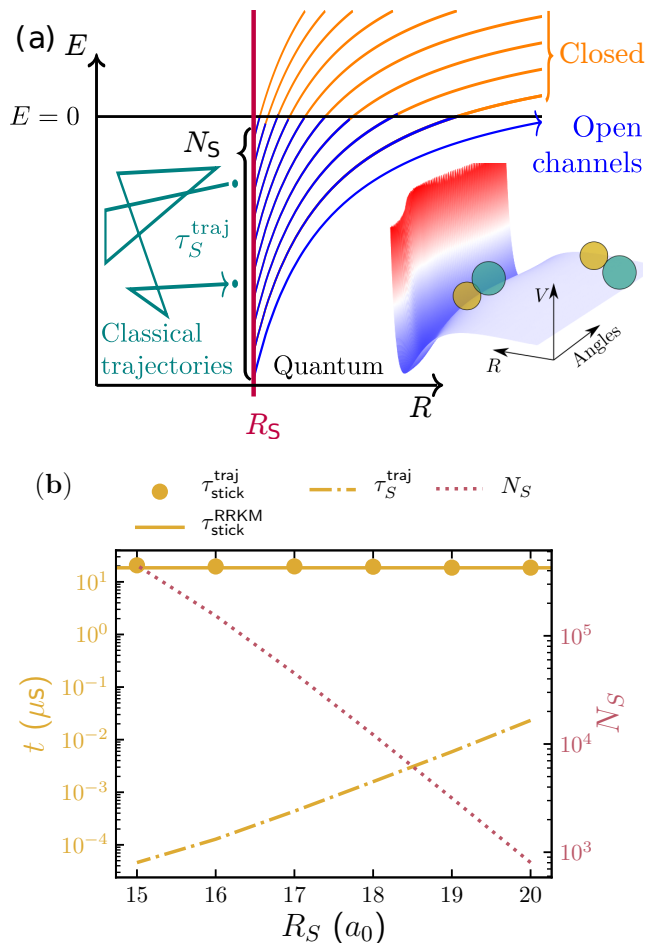 (a)
E
Closed
E = 0
Open
channels
N_S
τ_S^traj
V
Classical
trajectories
Quantum
R
Angles
R
R_S
(b)
τ_stick^traj
τ_S^traj
N_S
τ_stick^RRKM
10^1
10^0
10^-1
10^-2
10^-3
10^-4
t (μs)
10^5
10^4
10^3
N_S
15 16 17 18 19 20
R_S (a_0)